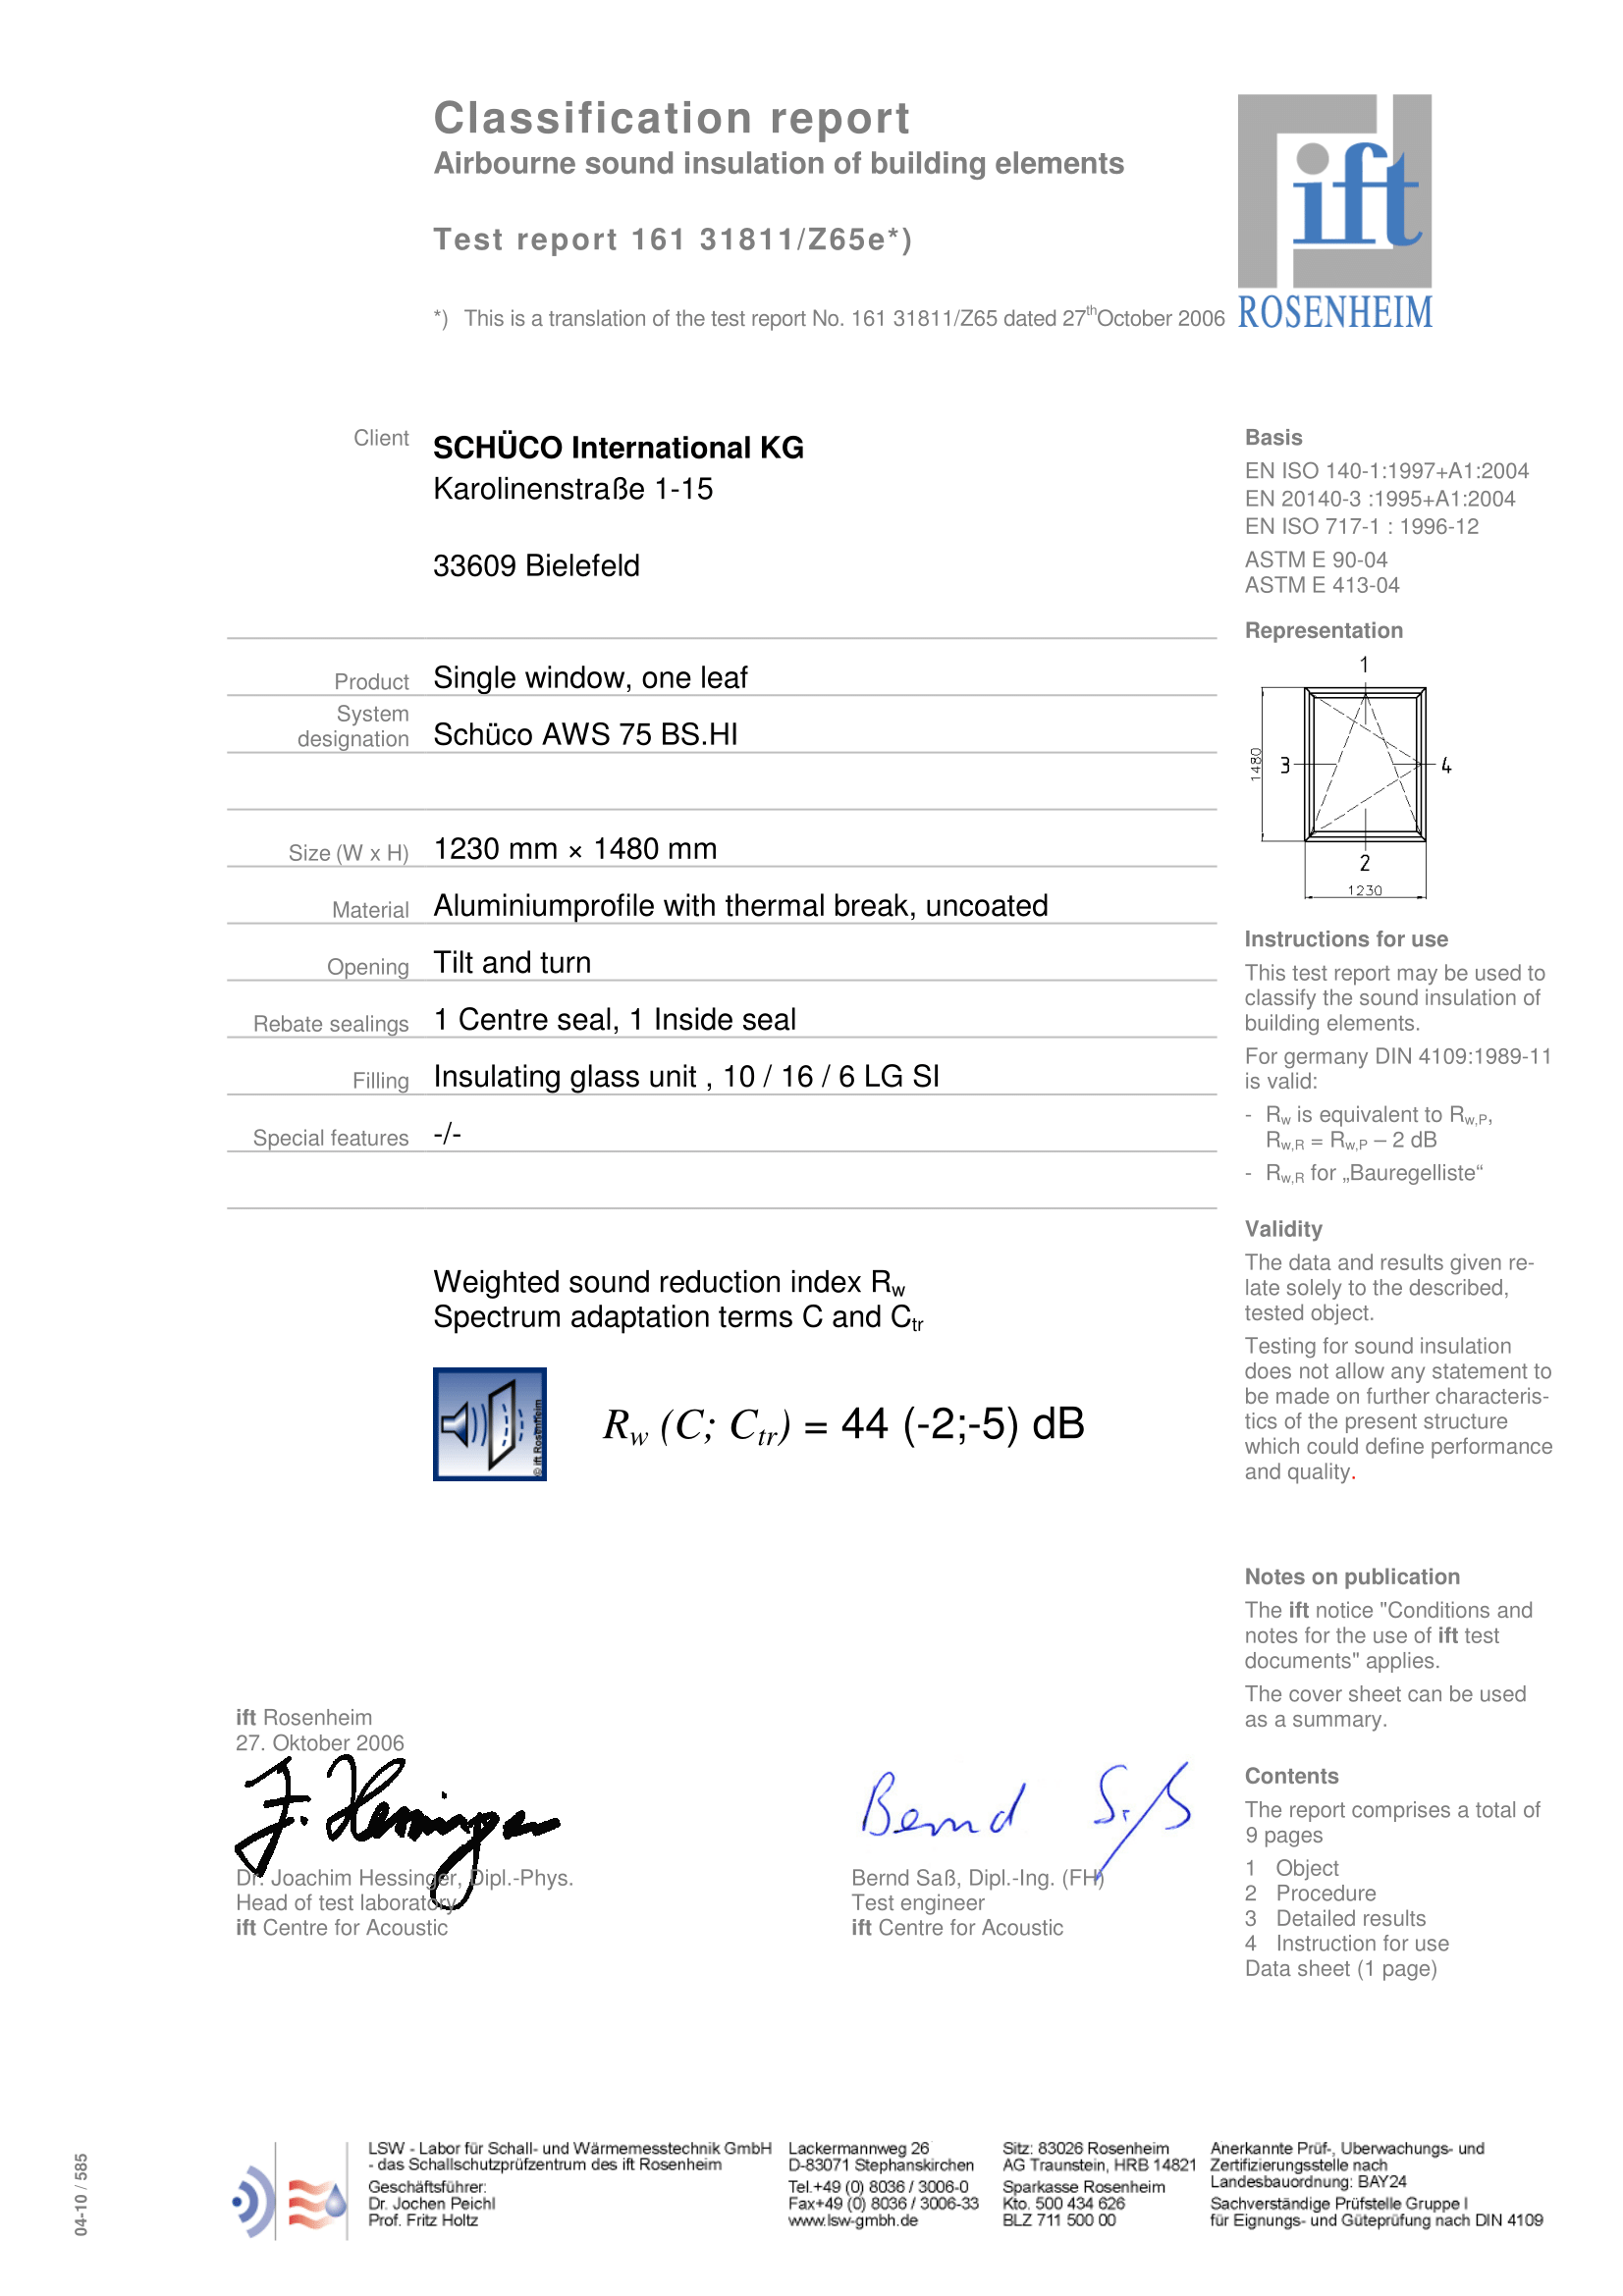 Classification report
Airbourne sound insulation of building elements
Test report 161 31811/Z65e*)
*) This is a translation of the test report No. 161 31811/Z65 dated 27thOctober 2006
ift
ROSENHEIM
Client
SCHÜCO International KG
Karolinenstraße 1-15
33609 Bielefeld
Product Single window, one leaf
System
designation Schüco AWS 75 BS.HI
Size (W x H) 1230 mm × 1480 mm
Material Aluminiumprofile with thermal break, uncoated
Opening Tilt and turn
Rebate sealings 1 Centre seal, 1 Inside seal
Filling Insulating glass unit , 10 / 16 / 6 LG SI
Special features -/-
Weighted sound reduction index Rw
Spectrum adaptation terms C and Ctr
© ift Rosenheim
Rw (C; Ctr) = 44 (-2;-5) dB
Basis
EN ISO 140-1:1997+A1:2004
EN 20140-3 :1995+A1:2004
EN ISO 717-1 : 1996-12
ASTM E 90-04
ASTM E 413-04
Representation
1
1480
3
4
2
1230
Instructions for use
This test report may be used to
classify the sound insulation of
building elements.
For germany DIN 4109:1989-11
is valid:
- Rw is equivalent to Rw,P,
Rw,R = Rw,P – 2 dB
- Rw,R for „Bauregelliste“
Validity
The data and results given re-
late solely to the described,
tested object.
Testing for sound insulation
does not allow any statement to
be made on further characteris-
tics of the present structure
which could define performance
and quality.
Notes on publication
The ift notice "Conditions and
notes for the use of ift test
documents" applies.
The cover sheet can be used
as a summary.
Contents
The report comprises a total of
9 pages
1 Object
2 Procedure
3 Detailed results
4 Instruction for use
Data sheet (1 page)
ift Rosenheim
27. Oktober 2006
J. Hessinger
Dr. Joachim Hessinger, Dipl.-Phys.
Head of test laboratory
ift Centre for Acoustic
Bernd Saß
Bernd Saß, Dipl.-Ing. (FH)
Test engineer
ift Centre for Acoustic
04-10 / 585
LSW - Labor für Schall- und Wärmemesstechnik GmbH
- das Schallschutzprüfzentrum des ift Rosenheim
Geschäftsführer:
Dr. Jochen Peichl
Prof. Fritz Holtz
Lackermannweg 26
D-83071 Stephanskirchen
Tel.+49 (0) 8036 / 3006-0
Fax+49 (0) 8036 / 3006-33
www.lsw-gmbh.de
Sitz: 83026 Rosenheim
AG Traunstein, HRB 14821
Sparkasse Rosenheim
Kto. 500 434 626
BLZ 711 500 00
Anerkannte Prüf-, Überwachungs- und
Zertifizierungsstelle nach
Landesbauordnung: BAY24
Sachverständige Prüfstelle Gruppe I
für Eignungs- und Güteprüfung nach DIN 4109